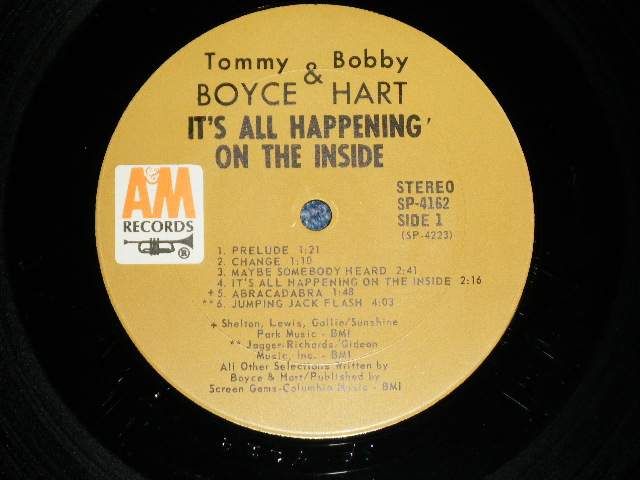 Tommy & Bobby
BOYCE HART
IT'S ALL HAPPENING'
ON THE INSIDE
A&M
RECORDS
®
STEREO
SP-4162
SIDE 1
(SP-4223)
1. PRELUDE 1:21
2. CHANGE 1:10
3. MAYBE SOMEBODY HEARD 2:41
4. IT'S ALL HAPPENING ON THE INSIDE 2:16
+ 5. ABRACADABRA 1:48
** 6. JUMPING JACK FLASH 4:03
+ Shelton, Lewis, Gallie/Sunshine
Park Music - BMI
** Jagger-Richards/Gideon
Music, Inc. - BMI
All Other Selections Written by
Boyce & Hart/Published by
Screen Gems-Columbia Music - BMI